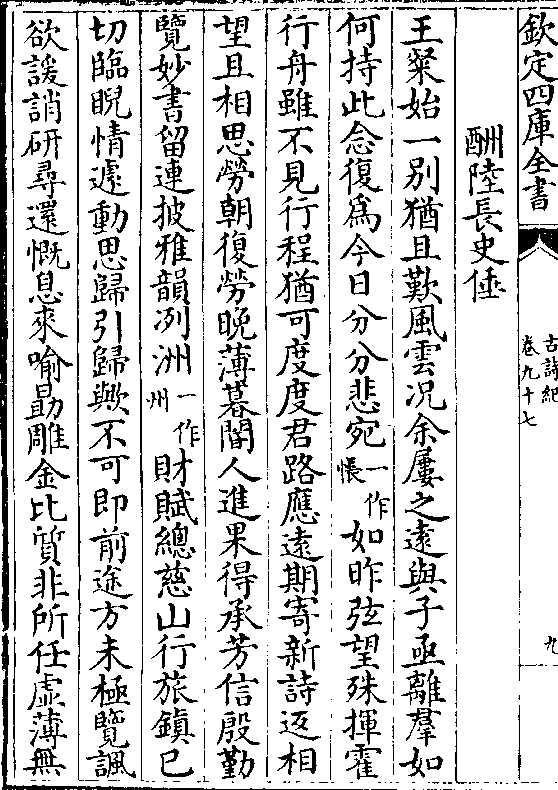 欽定四庫全書
古詩紀
卷九十七
九
酬陸長史倕
王粲始一别猶且歎風雲况余屢之遠與子亟離羣如
何持此念復為今日分分悲宛一作悵如昨弦望殊揮霍
行舟雖不見行程猶可度度君路應遠期寄新詩返相
望且相思勞朝復勞晚薄暮閽人進果得承芳信殷勤
覽妙書留連披雅韻冽洲一作州財賦總慈山行旅鎮已
切臨睨情遽動思歸引歸歟不可即前途方未極覽諷
欲諼誚研尋還慨息來喻勗雕金比質非所任虚薄無